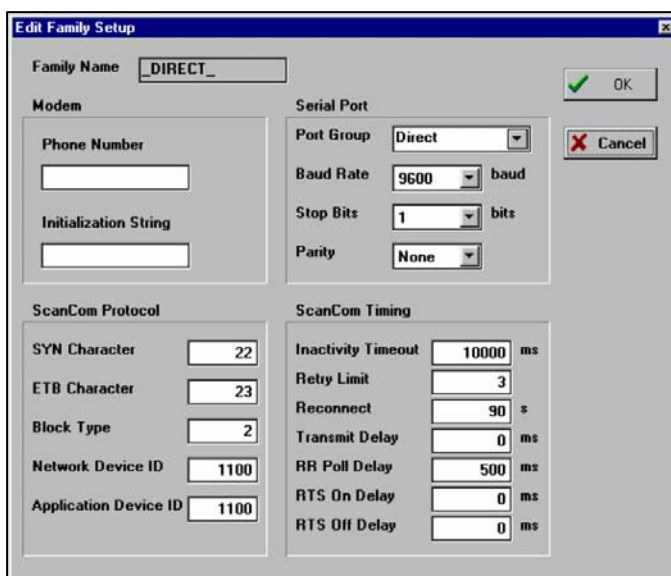 Edit Family Setup
Family Name _DIRECT_
OK
Cancel
Modem
Phone Number
Initialization String
Serial Port
Port Group Direct
Baud Rate 9600 baud
Stop Bits 1 bits
Parity None
ScanCom Protocol
SYN Character 22
ETB Character 23
Block Type 2
Network Device ID 1100
Application Device ID 1100
ScanCom Timing
Inactivity Timeout 10000 ms
Retry Limit 3
Reconnect 90 s
Transmit Delay 0 ms
RR Poll Delay 500 ms
RTS On Delay 0 ms
RTS Off Delay 0 ms